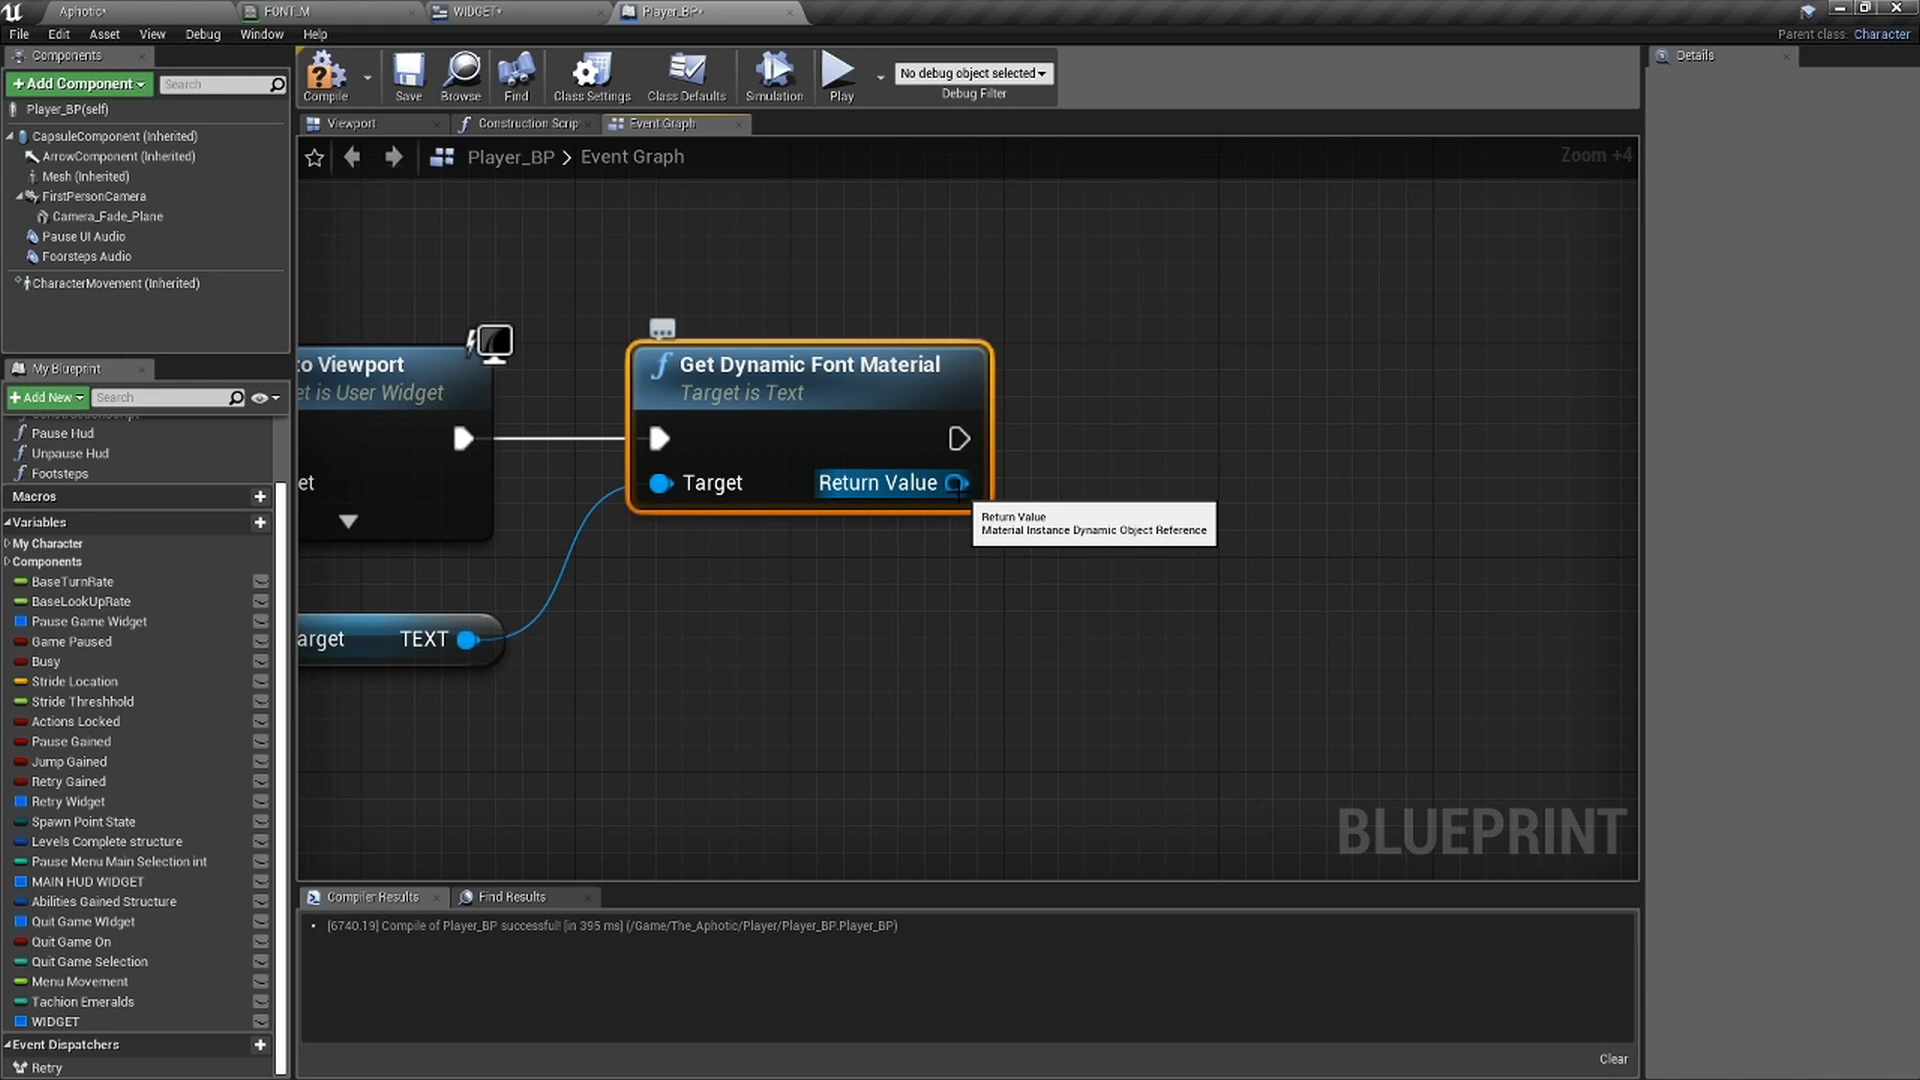 Aphotic*
FONT_M
WIDGET*
Player_BP*
File
Edit
Asset
View
Debug
Window
Help
Parent class: Character
Components
+Add Component
Search
Player_BP(self)
CapsuleComponent (Inherited)
ArrowComponent (Inherited)
Mesh (Inherited)
FirstPersonCamera
Camera_Fade_Plane
Pause UI Audio
Foorsteps Audio
CharacterMovement (Inherited)
Compile
Save
Browse
Find
Class Settings
Class Defaults
Simulation
Play
No debug object selected
Debug Filter
Details
Viewport
Construction Scrip
Event Graph
Player_BP > Event Graph
Zoom +4
My Blueprint
+Add New
Search
Pause Hud
Unpause Hud
Footsteps
Macros
Variables
My Character
Components
BaseTurnRate
BaseLookUpRate
Pause Game Widget
Game Paused
Busy
Stride Location
Stride Threshhold
Actions Locked
Pause Gained
Jump Gained
Retry Gained
Retry Widget
Spawn Point State
Levels Complete structure
Pause Menu Main Selection int
MAIN HUD WIDGET
Abilities Gained Structure
Quit Game WIdget
Quit Game On
Quit Game Selection
Menu Movement
Tachion Emeralds
WIDGET
Event Dispatchers
Retry
o Viewport
et is User Widget
et
arget
TEXT
Get Dynamic Font Material
Target is Text
Target
Return Value
Return Value
Material Instance Dynamic Object Reference
BLUEPRINT
Compiler Results
Find Results
[6740.19] Compile of Player_BP successful! [in 395 ms] (/Game/The_Aphotic/Player/Player_BP.Player_BP)
Clear